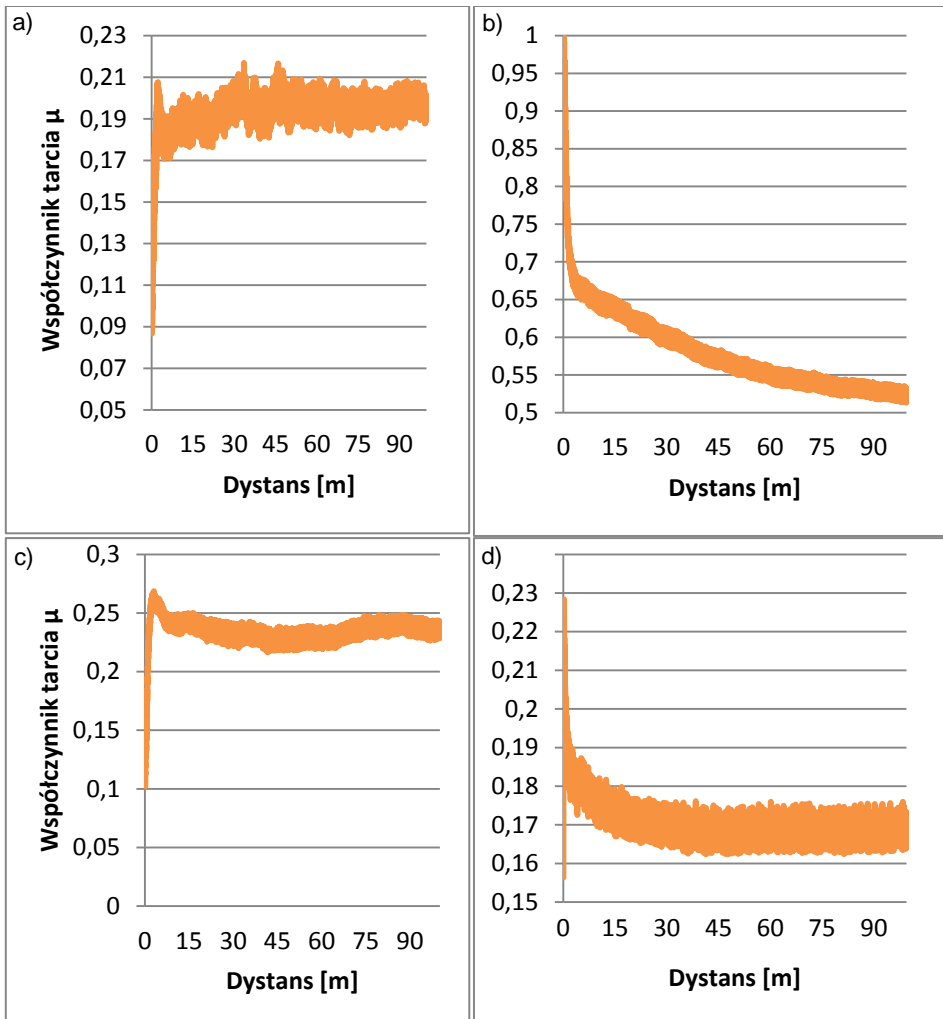 a)
0,23
0,21
0,19
0,17
0,15
0,13
0,11
0,09
0,07
0,05
Współczynnik tarcia µ
0 15 30 45 60 75 90
Dystans [m]
b)
1
0,95
0,9
0,85
0,8
0,75
0,7
0,65
0,6
0,55
0,5
0 15 30 45 60 75 90
Dystans [m]
c)
0,3
0,25
0,2
0,15
0,1
0,05
0
Współczynnik tarcia µ
0 15 30 45 60 75 90
Dystans [m]
d)
0,23
0,22
0,21
0,2
0,19
0,18
0,17
0,16
0,15
0 15 30 45 60 75 90
Dystans [m]